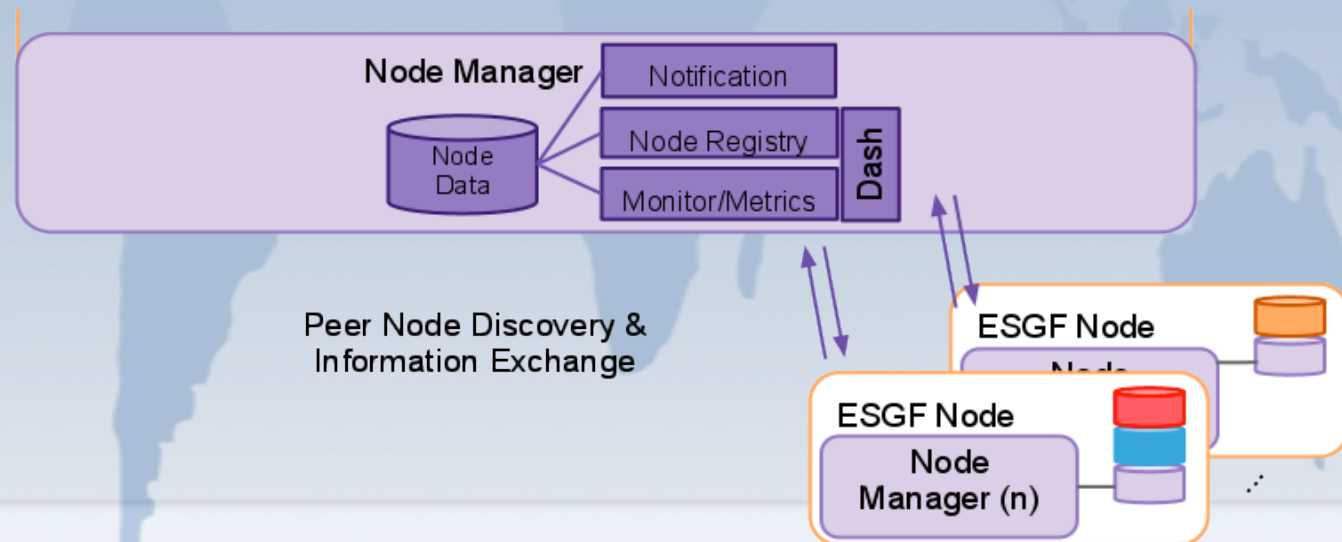 Node Manager
Notification
Node Registry
Monitor/Metrics
Dash
Node
Data
Peer Node Discovery &
Information Exchange
ESGF Node
Node
ESGF Node
Node
Manager (n)